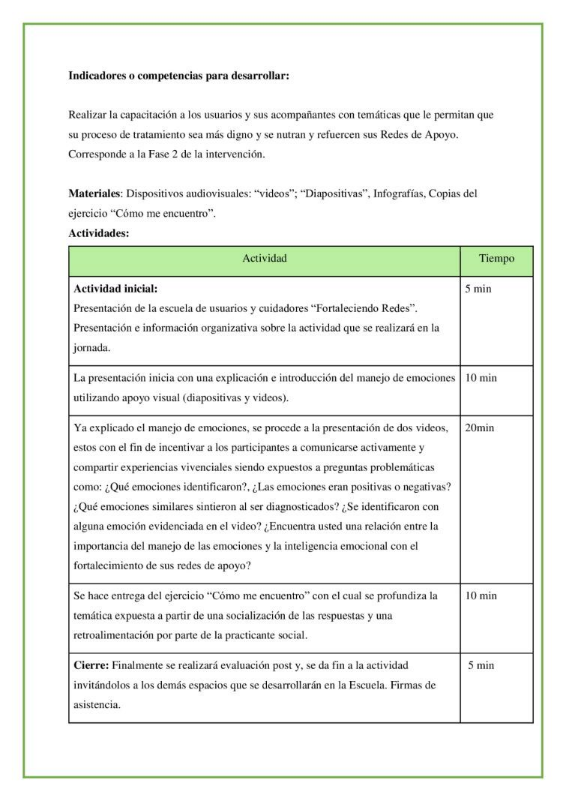 Indicadores o competencias para desarrollar:
Realizar la capacitación a los usuarios y sus acompañantes con temáticas que le permitan que
su proceso de tratamiento sea más digno y se nutran y refuercen sus Redes de Apoyo.
Corresponde a la Fase 2 de la intervención.
Materiales: Dispositivos audiovisuales: “videos”; “Diapositivas”, Infografías, Copias del
ejercicio “Cómo me encuentro”.
Actividades:
Actividad Tiempo
Actividad inicial: 5 min
Presentación de la escuela de usuarios y cuidadores “Fortaleciendo Redes”.
Presentación e información organizativa sobre la actividad que se realizará en la
jornada.
La presentación inicia con una explicación e introducción del manejo de emociones 10 min
utilizando apoyo visual (diapositivas y videos).
Ya explicado el manejo de emociones, se procede a la presentación de dos videos, 20min
estos con el fin de incentivar a los participantes a comunicarse activamente y
compartir experiencias vivenciales siendo expuestos a preguntas problemáticas
como: ¿Qué emociones identificaron?, ¿Las emociones eran positivas o negativas?
¿Qué emociones similares sintieron al ser diagnosticados? ¿Se identificaron con
alguna emoción evidenciada en el video? ¿Encuentra usted una relación entre la
importancia del manejo de las emociones y la inteligencia emocional con el
fortalecimiento de sus redes de apoyo?
Se hace entrega del ejercicio “Cómo me encuentro” con el cual se profundiza la 10 min
temática expuesta a partir de una socialización de las respuestas y una
retroalimentación por parte de la practicante social.
Cierre: Finalmente se realizará evaluación post y, se da fin a la actividad 5 min
invitándolos a los demás espacios que se desarrollarán en la Escuela. Firmas de
asistencia.